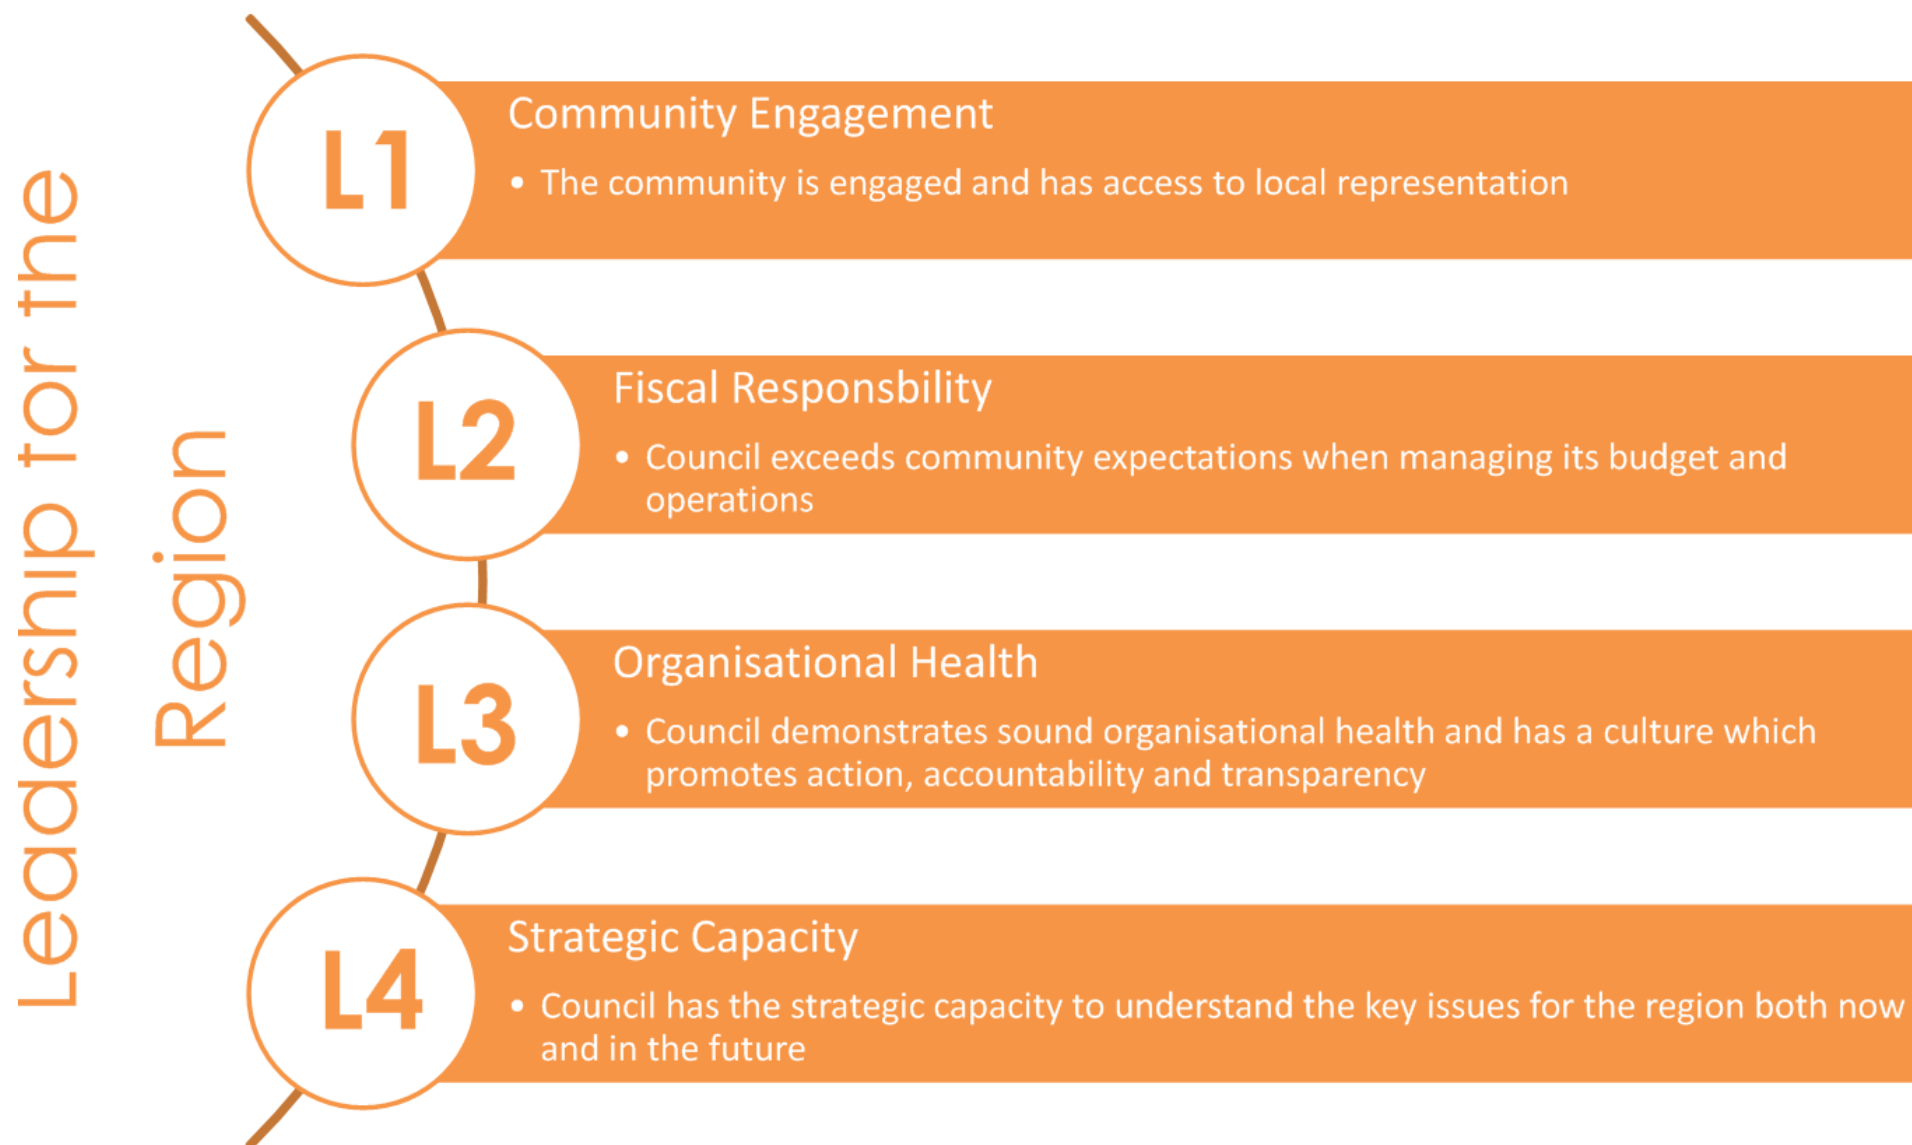 Leadership for the
Region
L1
Community Engagement
• The community is engaged and has access to local representation
L2
Fiscal Responsbility
• Council exceeds community expectations when managing its budget and
operations
L3
Organisational Health
• Council demonstrates sound organisational health and has a culture which
promotes action, accountability and transparency
L4
Strategic Capacity
• Council has the strategic capacity to understand the key issues for the region both now
and in the future